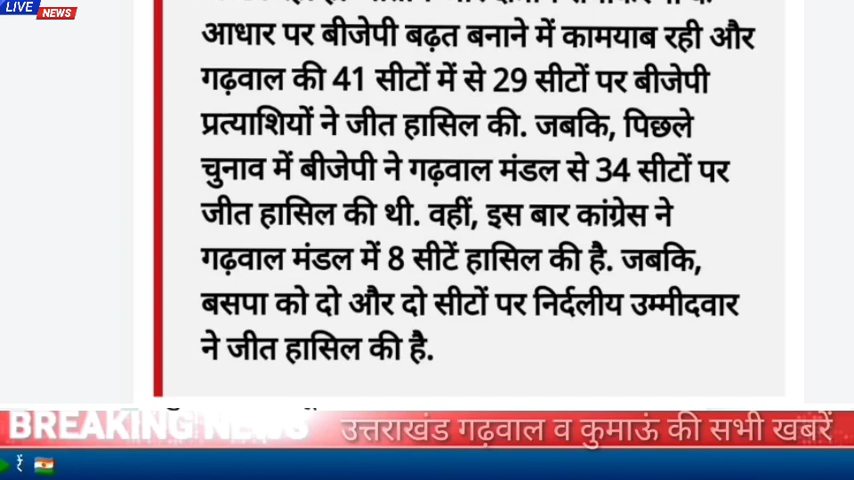 LIVE
NEWS
आधार पर बीजेपी बढ़त बनाने में कामयाब रही और
गढ़वाल की 41 सीटों में से 29 सीटों पर बीजेपी
प्रत्याशियों ने जीत हासिल की. जबकि, पिछले
चुनाव में बीजेपी ने गढ़वाल मंडल से 34 सीटों पर
जीत हासिल की थी. वहीं, इस बार कांग्रेस ने
गढ़वाल मंडल में 8 सीटें हासिल की है. जबकि,
बसपा को दो और दो सीटों पर निर्दलीय उम्मीदवार
ने जीत हासिल की है.
BREAKING NEWS उत्तराखंड गढ़वाल व कुमाऊं की सभी खबरें